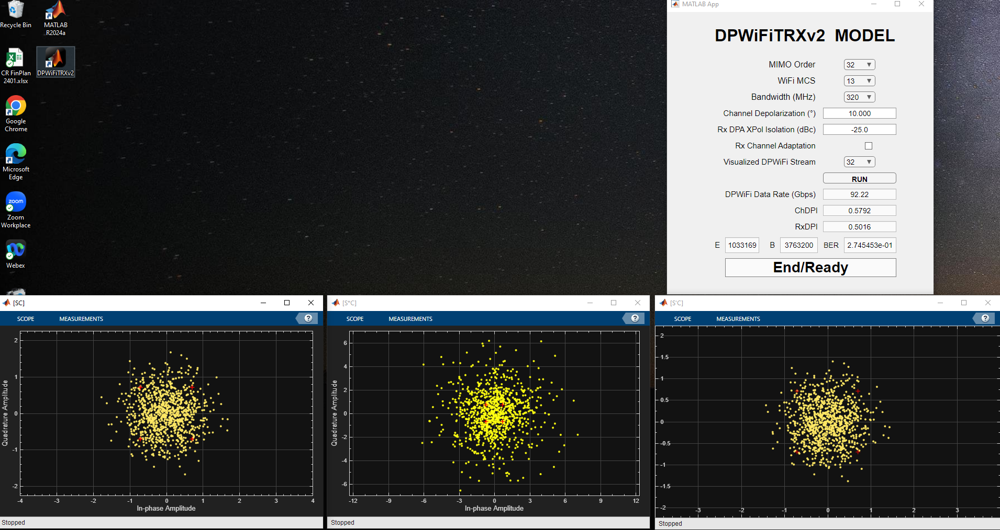 Recycle Bin
MATLAB
R2024a
CR FinPlan
2401.xlsx
DPWiFiTRXv2
Google
Chrome
Microsoft
Edge
zoom
Zoom
Workplace
Webex
MATLAB App
DPWiFiTRXv2 MODEL
MIMO Order 32
WiFi MCS 13
Bandwidth (MHz) 320
Channel Depolarization (°) 10.000
Rx DPA XPol Isolation (dBc) -25.0
Rx Channel Adaptation
Visualized DPWiFi Stream 32
RUN
DPWiFi Data Rate (Gbps) 92.22
ChDPI 0.5792
RxDPI 0.5016
E 1033169 B 3763200 BER 2.745453e-01
End/Ready
[SC]
SCOPE MEASUREMENTS ?
2
1
0
-1
-2
Quadrature Amplitude
-4 -3 -2 -1 0 1 2 3 4
In-phase Amplitude
Stopped
[S*C]
SCOPE MEASUREMENTS ?
6
4
2
0
-2
-4
-6
Quadrature Amplitude
-12 -9 -6 -3 0 3 6 9 12
In-phase Amplitude
Stopped
[S'C]
SCOPE MEASUREMENTS ?
2
1.5
1
0.5
0
-0.5
-1
-1.5
-2
-3 -2 -1 0 1 2 3
Stopped